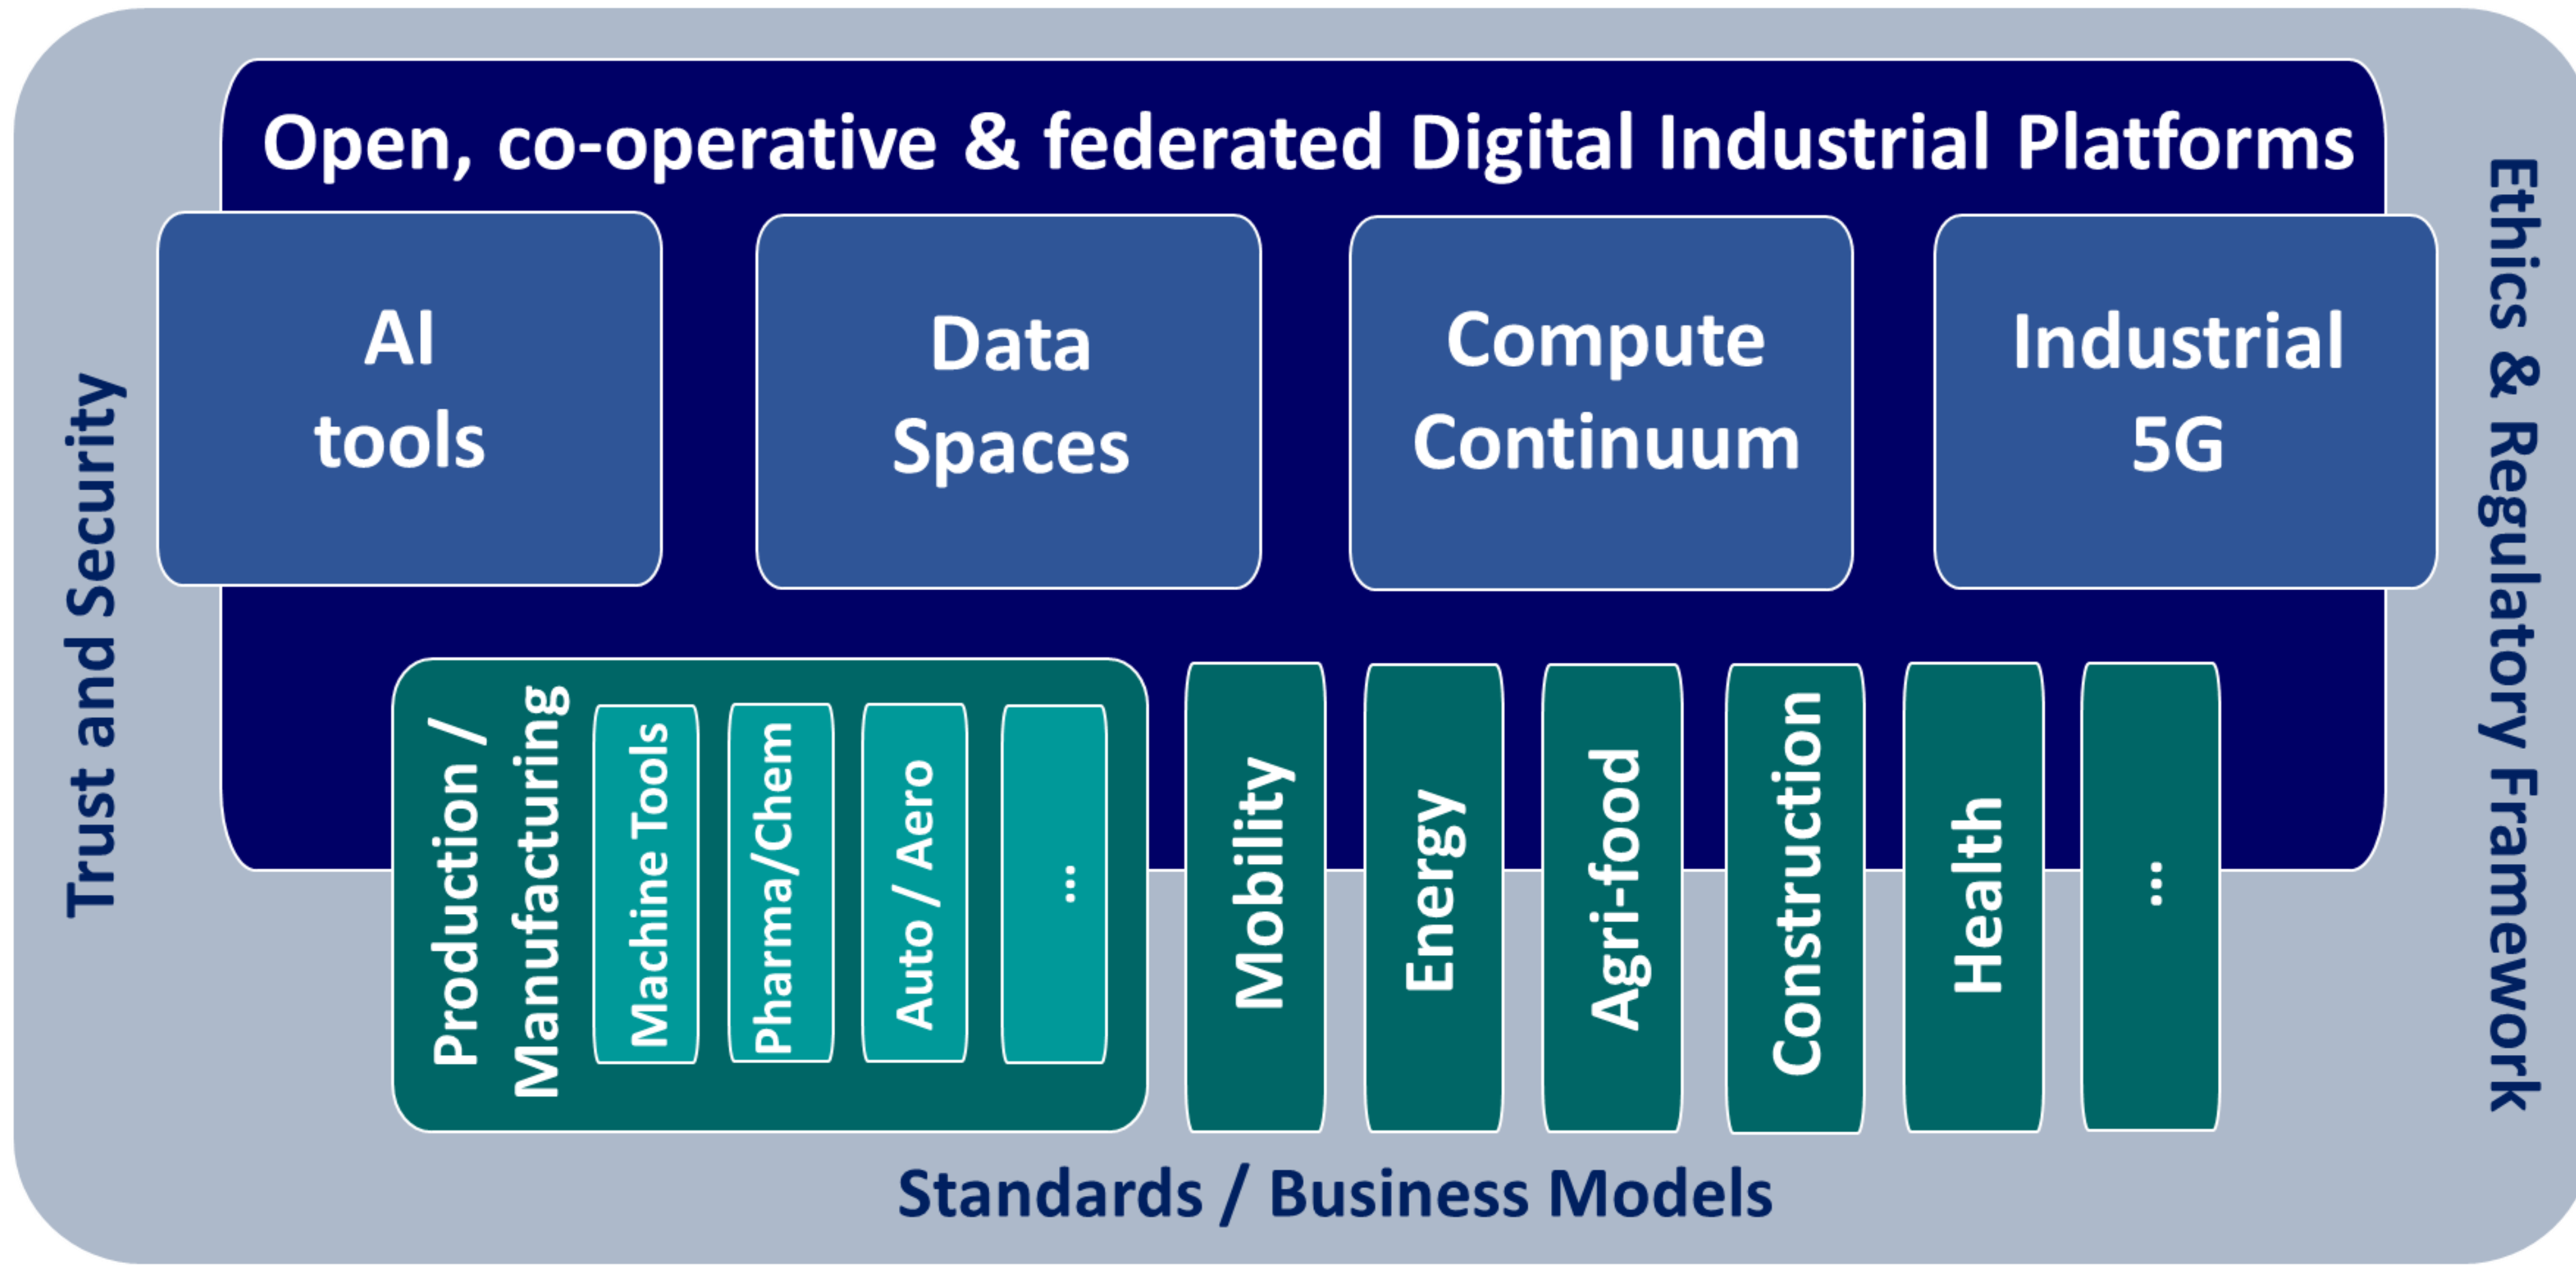 Open, co-operative & federated Digital Industrial Platforms
AI
tools
Data
Spaces
Compute
Continuum
Industrial
5G
Trust and Security
Ethics & Regulatory Framework
Production /
Manufacturing
Machine Tools
Pharma/Chem
Auto / Aero
...
Mobility
Energy
Agri-food
Construction
Health
...
Standards / Business Models